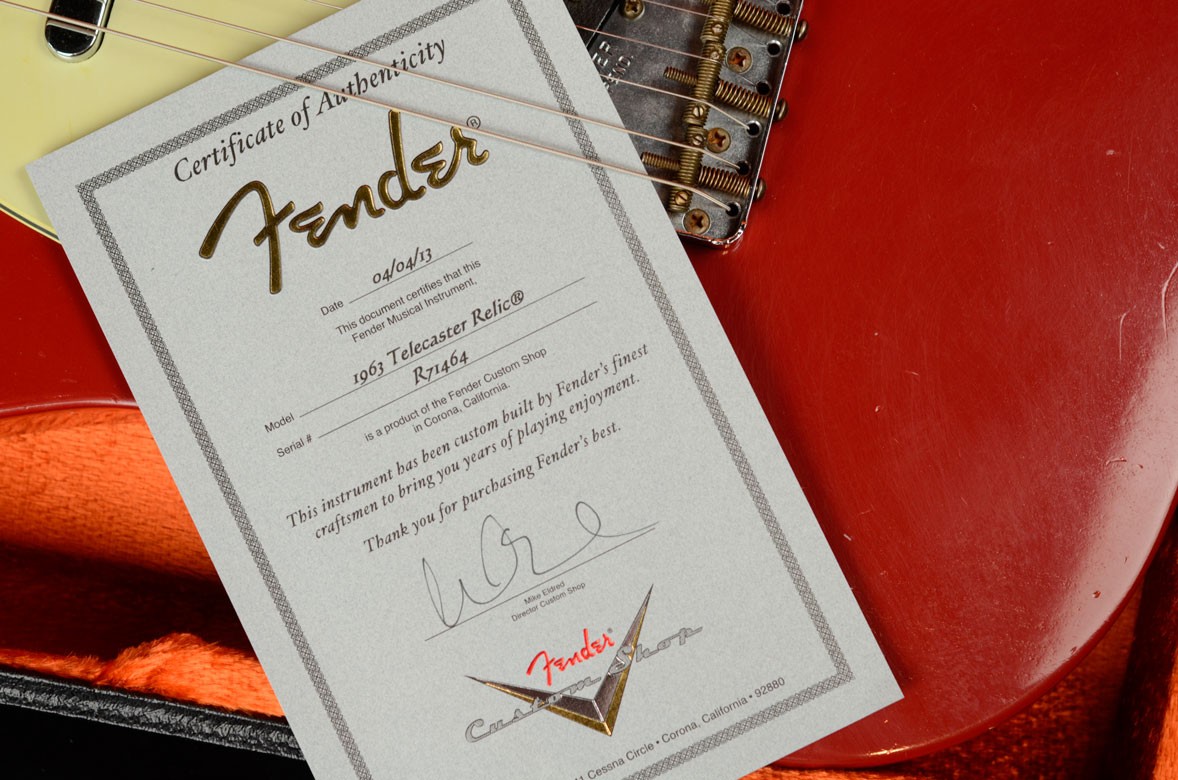 Certificate of Authenticity
Fender®
Date 04/04/13
This document certifies that this
Fender Musical Instrument.
Model 1963 Telecaster Relic®
Serial # R71464
is a product of the Fender Custom Shop
in Corona, California.
This instrument has been custom built by Fender's finest
craftsmen to bring you years of playing enjoyment.
Thank you for purchasing Fender's best.
Mike Eldred
Director Custom Shop
Fender®
Custom Shop
Cessna Circle • Corona, California • 92880